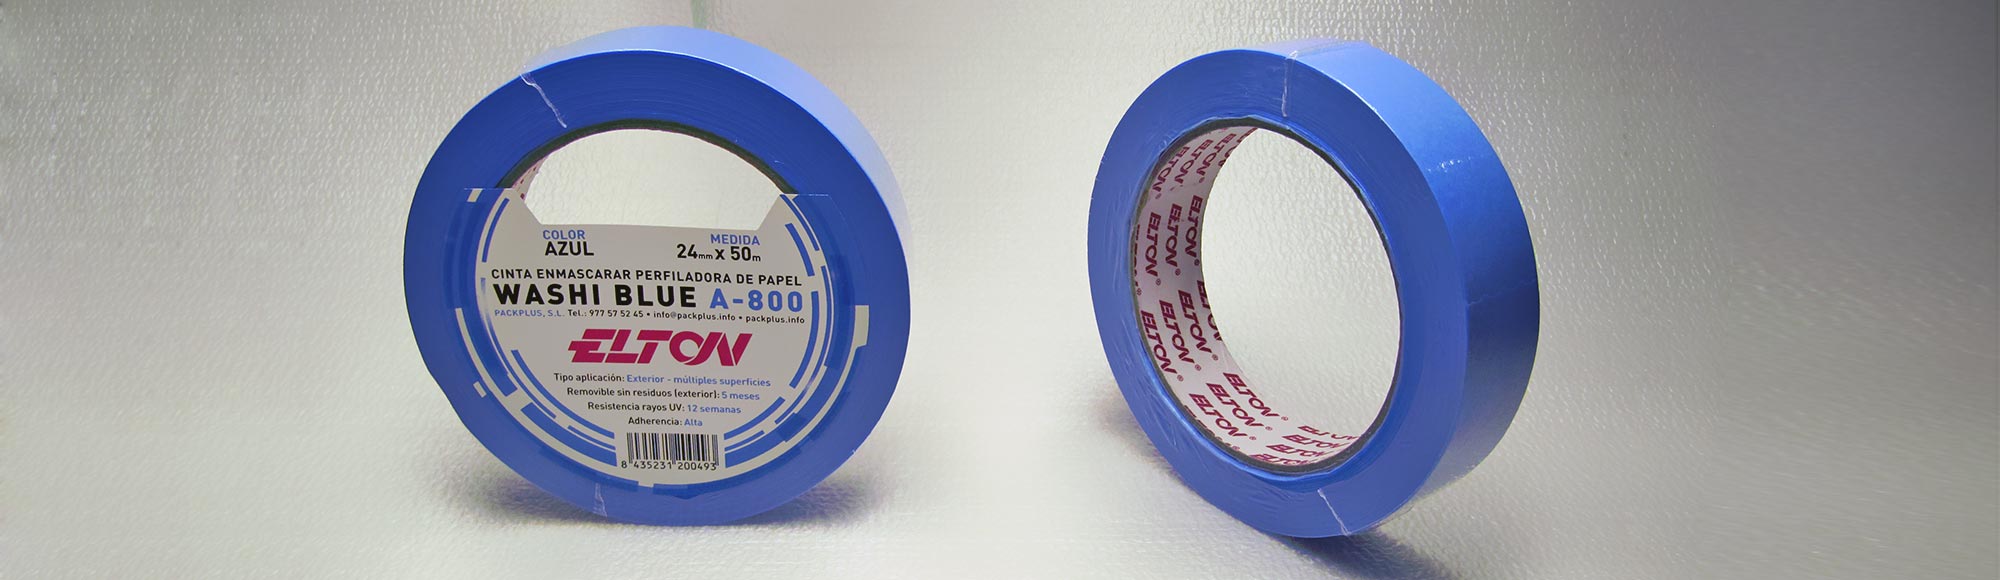 COLOR MEDIDA
AZUL 24mm x 50m
CINTA ENMASCARAR PERFILADORA DE PAPEL
WASHI BLUE A-800
PACKPLUS, S.L. Tel.: 977 57 52 45 • info@packplus.info • packplus.info
ELTON
Tipo aplicación: Exterior - múltiples superficies
Removible sin residuos (exterior): 5 meses
Resistencia rayos UV: 12 semanas
Adherencia: Alta
8 435231 200493
ELTON®
ELTON®
ELTON®
ELTON®
ELTON®
ELTON®
ELTON®
ELTON®
ELTON®
ELTON®